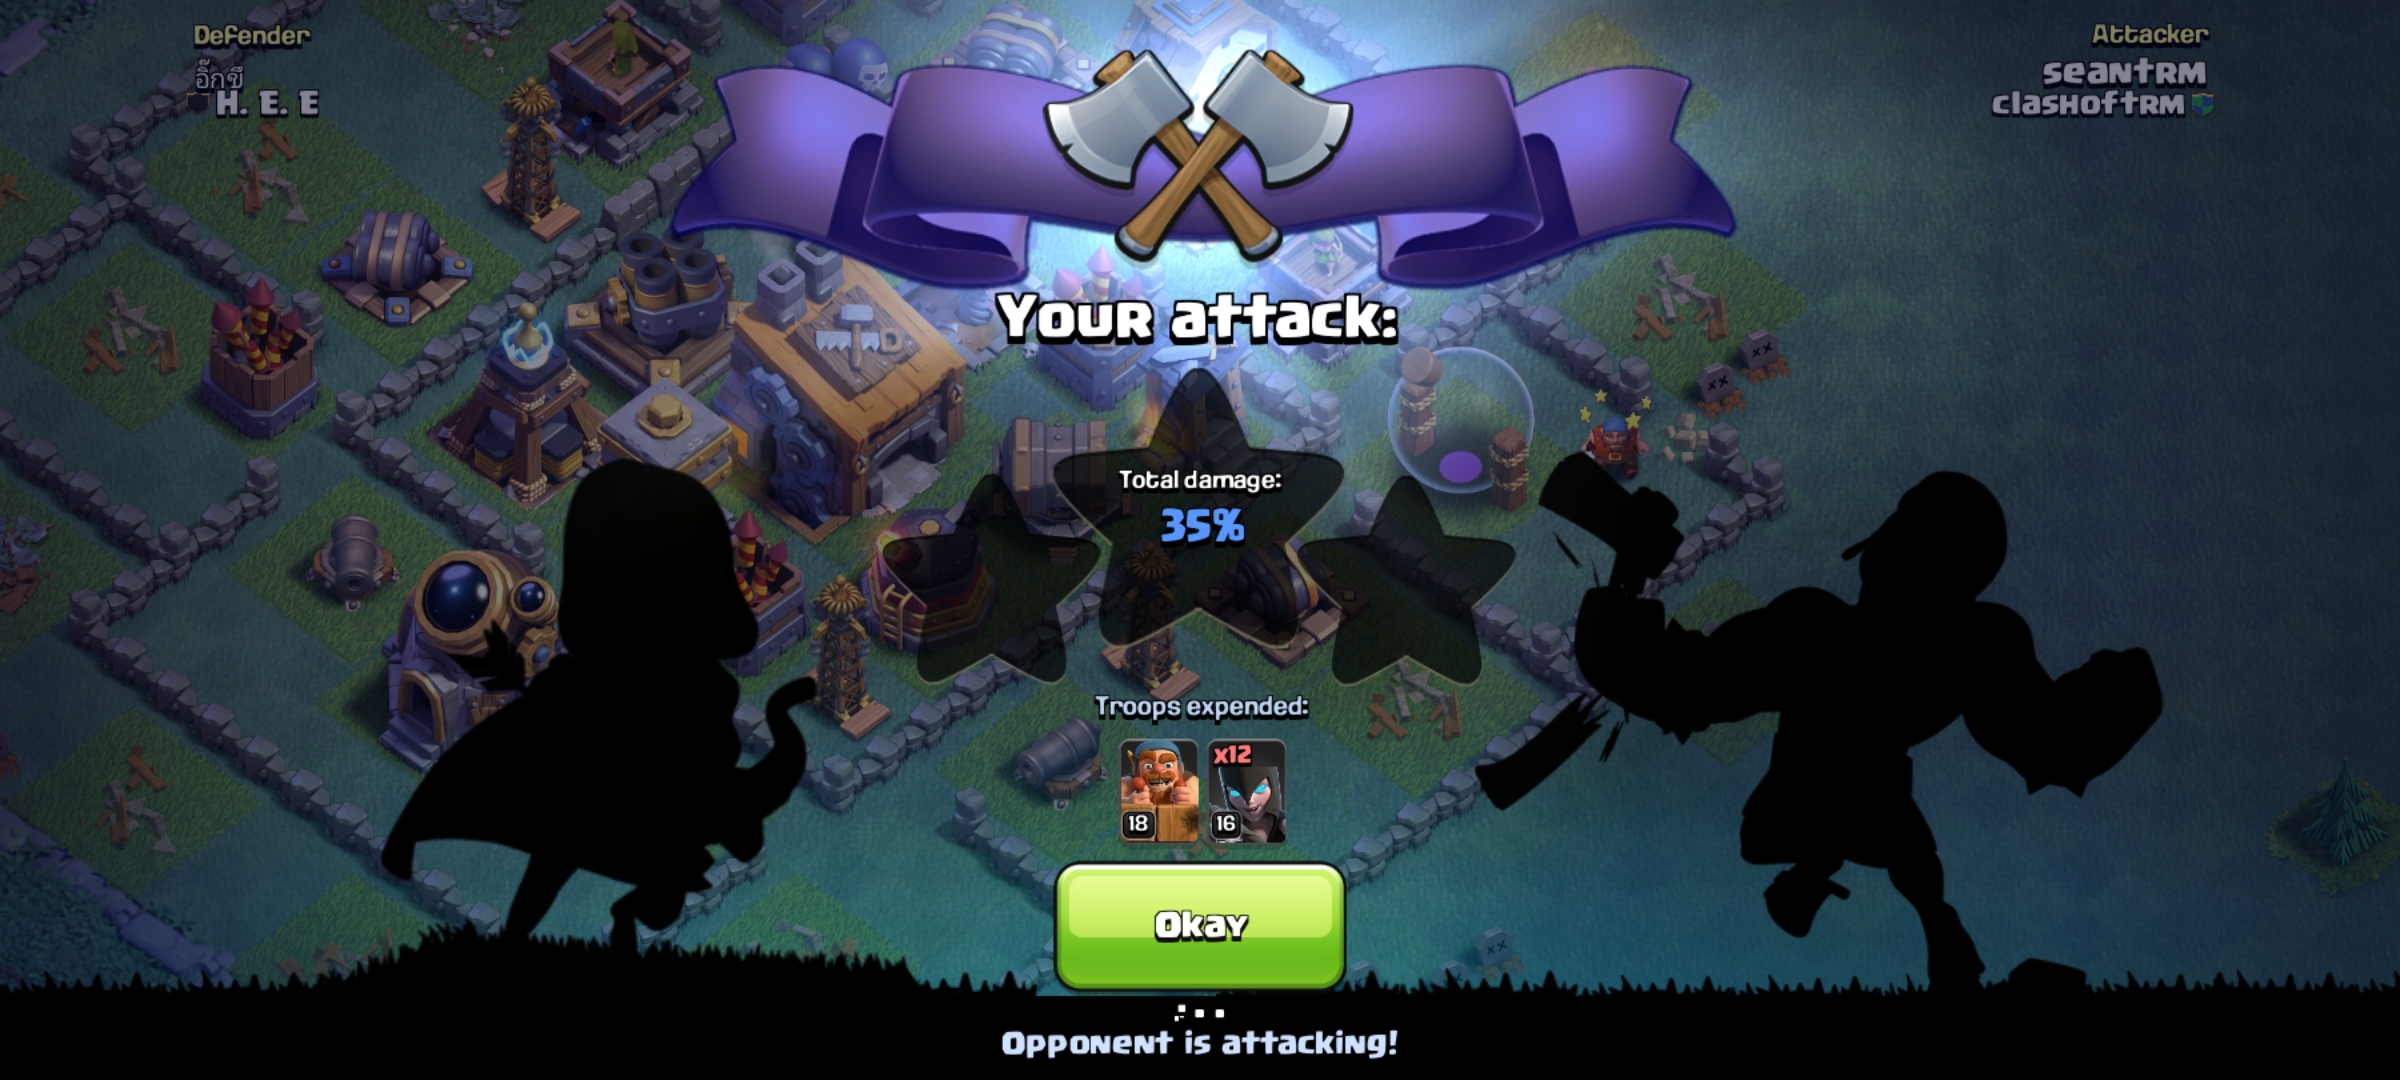 Defender
อิ๊กขึ
H. E. E
Attacker
seantRM
clashoftRM
Your attack:
Total damage:
35%
Troops expended:
x12
18
16
Okay
Opponent is attacking!